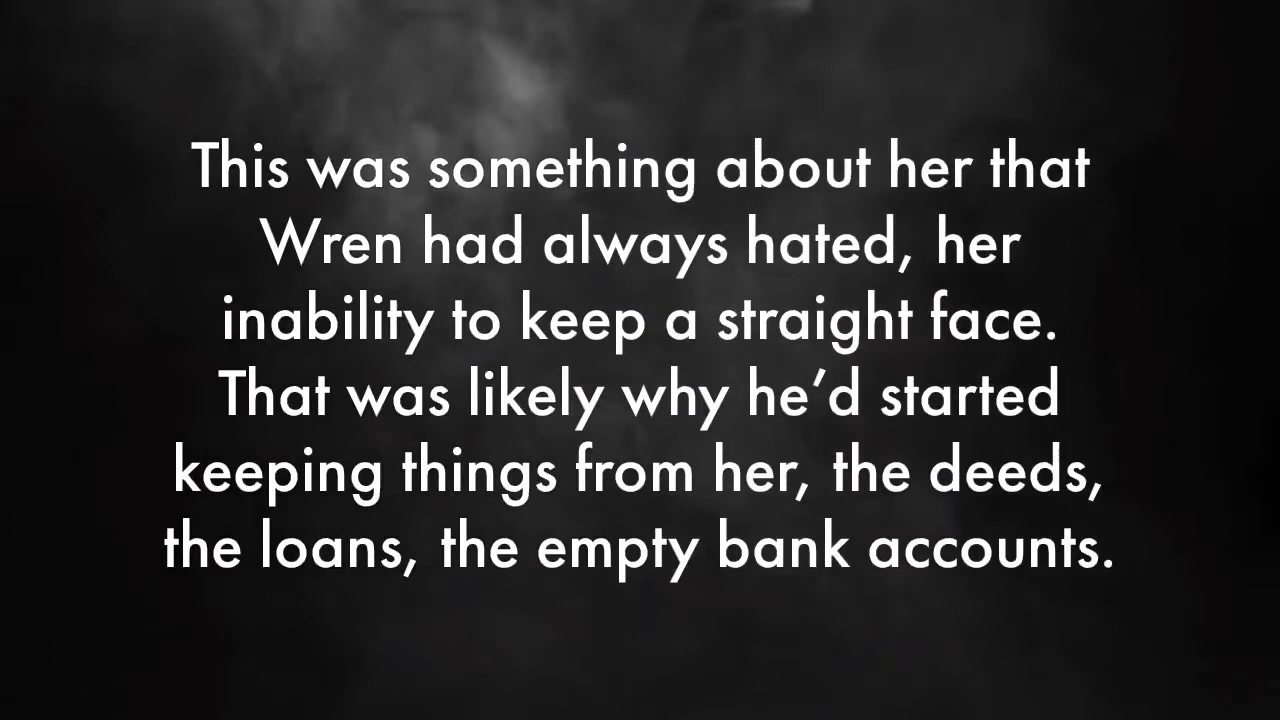 This was something about her that
Wren had always hated, her
inability to keep a straight face.
That was likely why he’d started
keeping things from her, the deeds,
the loans, the empty bank accounts.